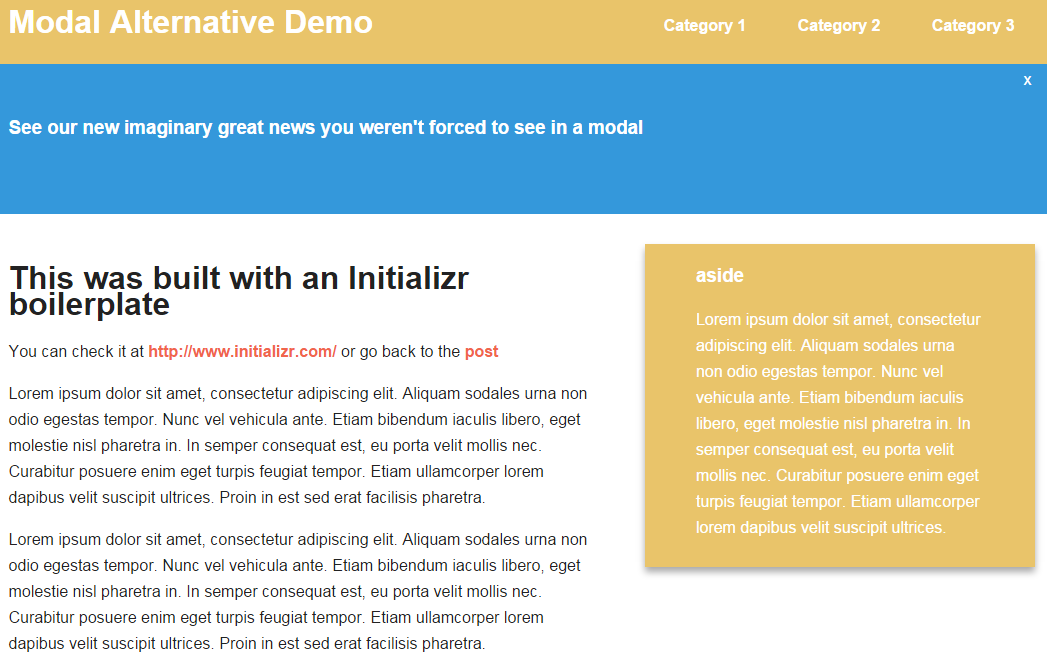 Modal Alternative Demo
Category 1 Category 2 Category 3
x
See our new imaginary great news you weren't forced to see in a modal
This was built with an Initializr
boilerplate
You can check it at http://www.initializr.com/ or go back to the post
Lorem ipsum dolor sit amet, consectetur adipiscing elit. Aliquam sodales urna non
odio egestas tempor. Nunc vel vehicula ante. Etiam bibendum iaculis libero, eget
molestie nisl pharetra in. In semper consequat est, eu porta velit mollis nec.
Curabitur posuere enim eget turpis feugiat tempor. Etiam ullamcorper lorem
dapibus velit suscipit ultrices. Proin in est sed erat facilisis pharetra.
Lorem ipsum dolor sit amet, consectetur adipiscing elit. Aliquam sodales urna non
odio egestas tempor. Nunc vel vehicula ante. Etiam bibendum iaculis libero, eget
molestie nisl pharetra in. In semper consequat est, eu porta velit mollis nec.
Curabitur posuere enim eget turpis feugiat tempor. Etiam ullamcorper lorem
dapibus velit suscipit ultrices. Proin in est sed erat facilisis pharetra.
aside
Lorem ipsum dolor sit amet, consectetur
adipiscing elit. Aliquam sodales urna
non odio egestas tempor. Nunc vel
vehicula ante. Etiam bibendum iaculis
libero, eget molestie nisl pharetra in. In
semper consequat est, eu porta velit
mollis nec. Curabitur posuere enim eget
turpis feugiat tempor. Etiam ullamcorper
lorem dapibus velit suscipit ultrices.